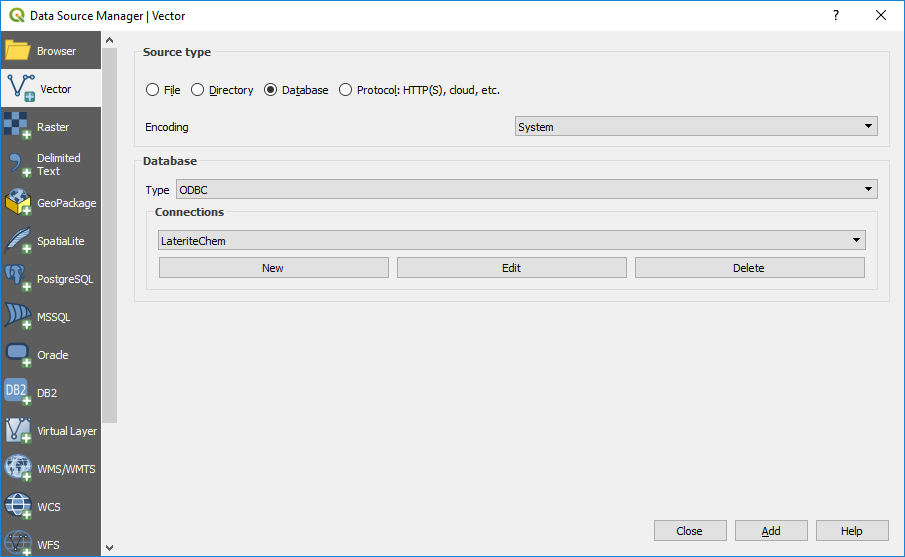 Data Source Manager | Vector
?
Browser
Vector
Raster
Delimited
Text
GeoPackage
SpatiaLite
PostgreSQL
MSSQL
Oracle
DB2
DB2
Virtual Layer
WMS/WMTS
WCS
WFS
Source type
File Directory Database Protocol: HTTP(S), cloud, etc.
Encoding System
Database
Type ODBC
Connections
LateriteChem
New Edit Delete
Close Add Help